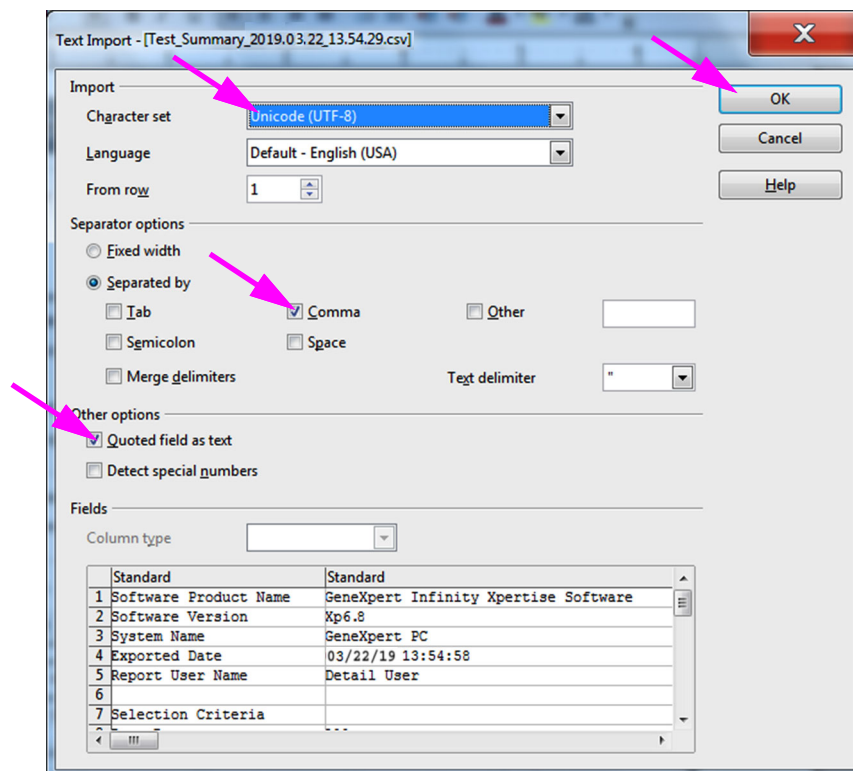 Text Import - [Test_Summary_2019.03.22_13.54.29.csv]
X
Import
Character set Unicode (UTF-8)
OK
Language Default - English (USA)
Cancel
From row 1
Help
Separator options
Fixed width
Separated by
Tab Comma Other
Semicolon Space
Merge delimiters Text delimiter "
Other options
Quoted field as text
Detect special numbers
Fields
Column type
Standard Standard
1 Software Product Name GeneXpert Infinity Xpertise Software
2 Software Version Xp6.8
3 System Name GeneXpert PC
4 Exported Date 03/22/19 13:54:58
5 Report User Name Detail User
6
7 Selection Criteria